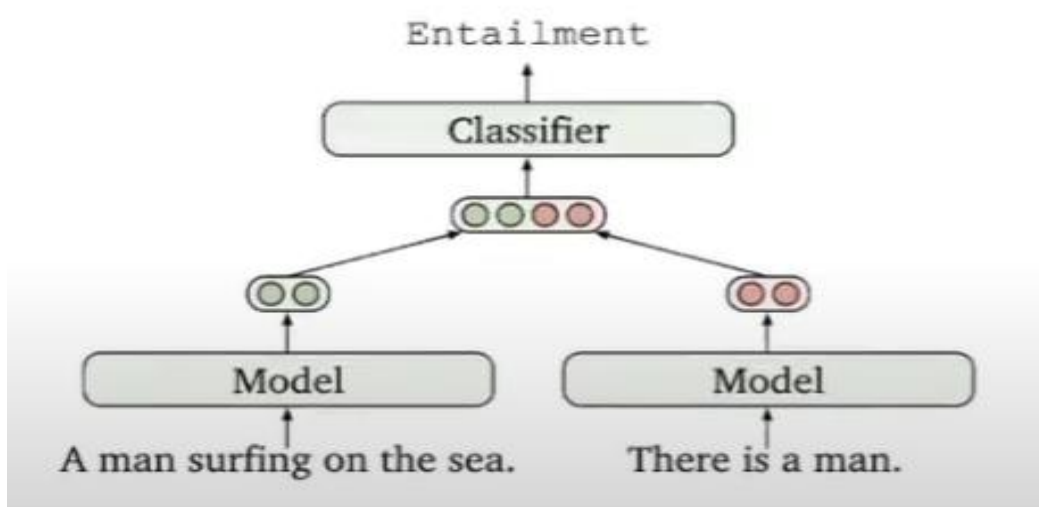 Entailment
Classifier
Model
Model
A man surfing on the sea.
There is a man.